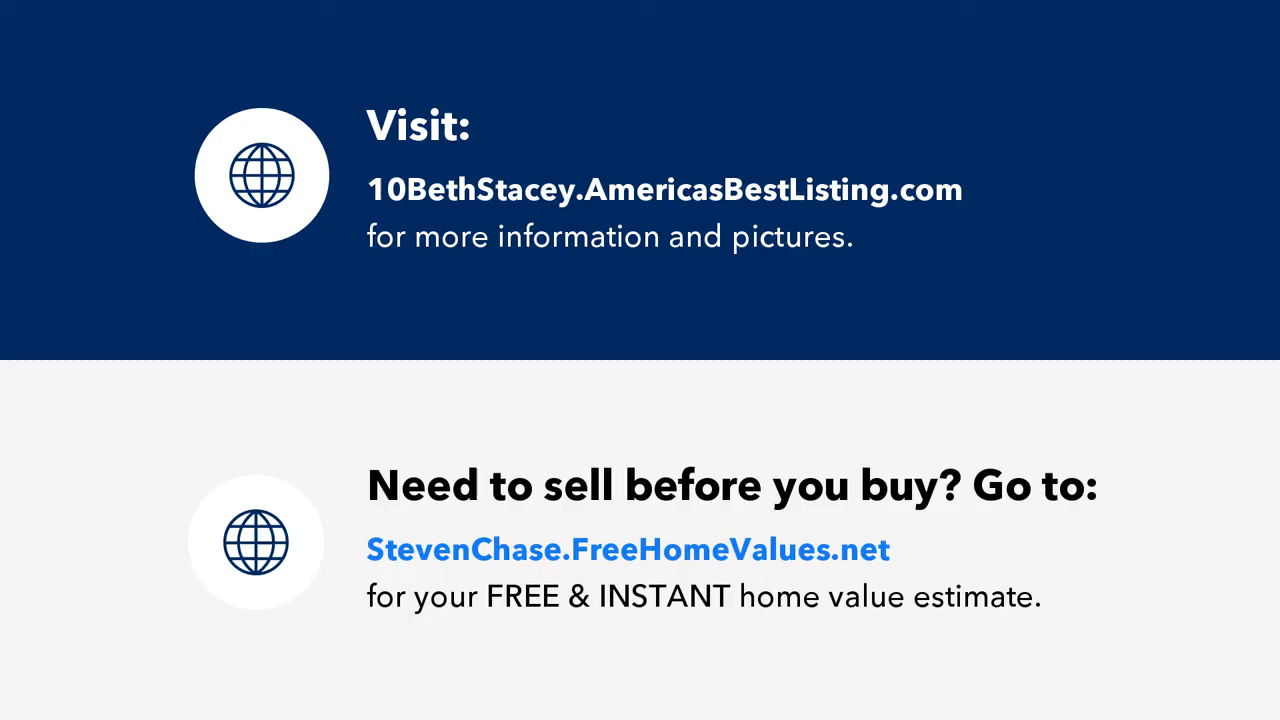 Visit:
10BethStacey.AmericasBestListing.com
for more information and pictures.
Need to sell before you buy? Go to:
StevenChase.FreeHomeValues.net
for your FREE & INSTANT home value estimate.